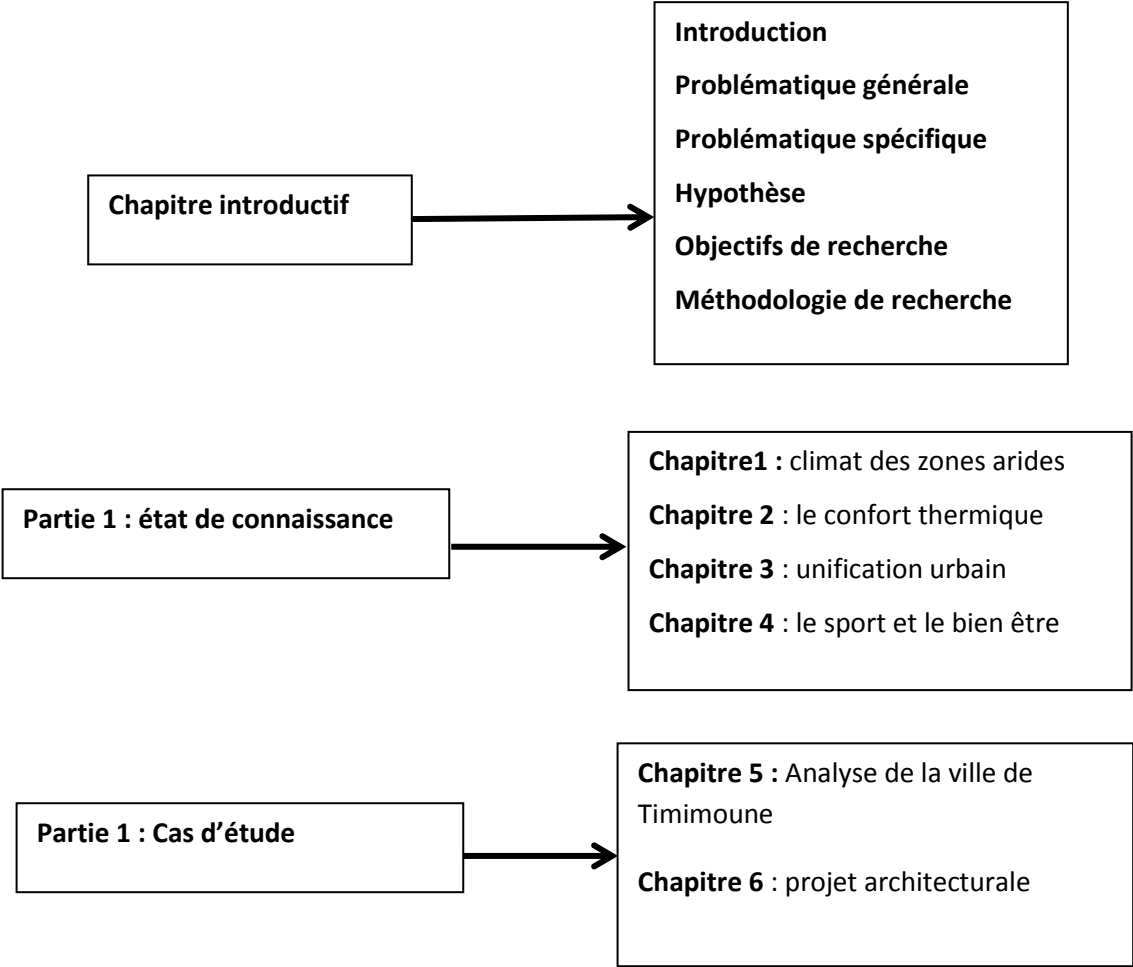 Introduction
Problématique générale
Problématique spécifique
Chapitre introductif
Hypothèse
Objectifs de recherche
Méthodologie de recherche
Partie 1 : état de connaissance
Chapitre1 : climat des zones arides
Chapitre 2 : le confort thermique
Chapitre 3 : unification urbain
Chapitre 4 : le sport et le bien être
Partie 1 : Cas d’étude
Chapitre 5 : Analyse de la ville de
Timimoune
Chapitre 6 : projet architecturale